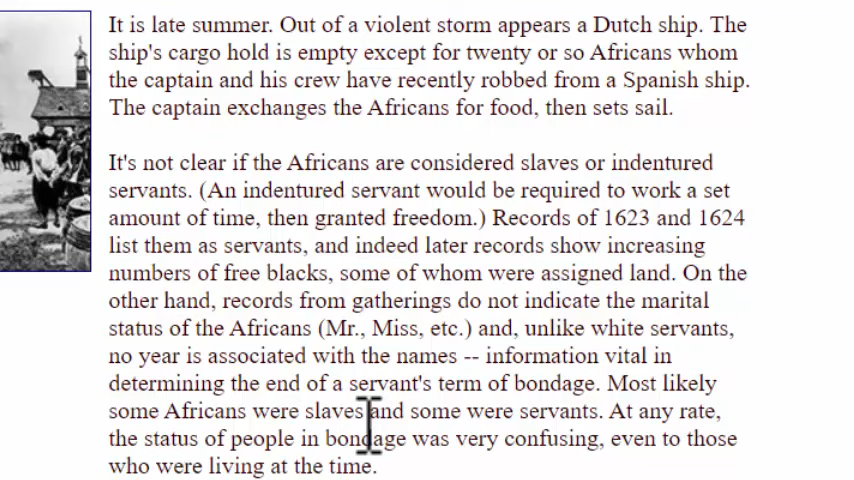 It is late summer. Out of a violent storm appears a Dutch ship. The
ship's cargo hold is empty except for twenty or so Africans whom
the captain and his crew have recently robbed from a Spanish ship.
The captain exchanges the Africans for food, then sets sail.
It's not clear if the Africans are considered slaves or indentured
servants. (An indentured servant would be required to work a set
amount of time, then granted freedom.) Records of 1623 and 1624
list them as servants, and indeed later records show increasing
numbers of free blacks, some of whom were assigned land. On the
other hand, records from gatherings do not indicate the marital
status of the Africans (Mr., Miss, etc.) and, unlike white servants,
no year is associated with the names -- information vital in
determining the end of a servant's term of bondage. Most likely
some Africans were slaves and some were servants. At any rate,
the status of people in bondage was very confusing, even to those
who were living at the time.